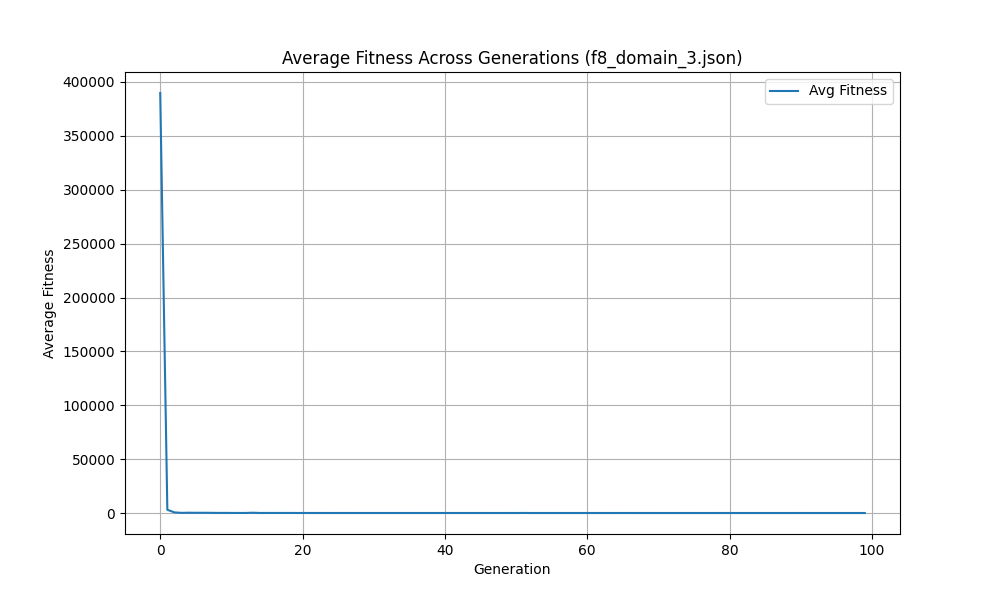 Average Fitness Across Generations (f8_domain_3.json)
Avg Fitness
400000
350000
300000
250000
200000
150000
100000
50000
0
Average Fitness
0 20 40 60 80 100
Generation